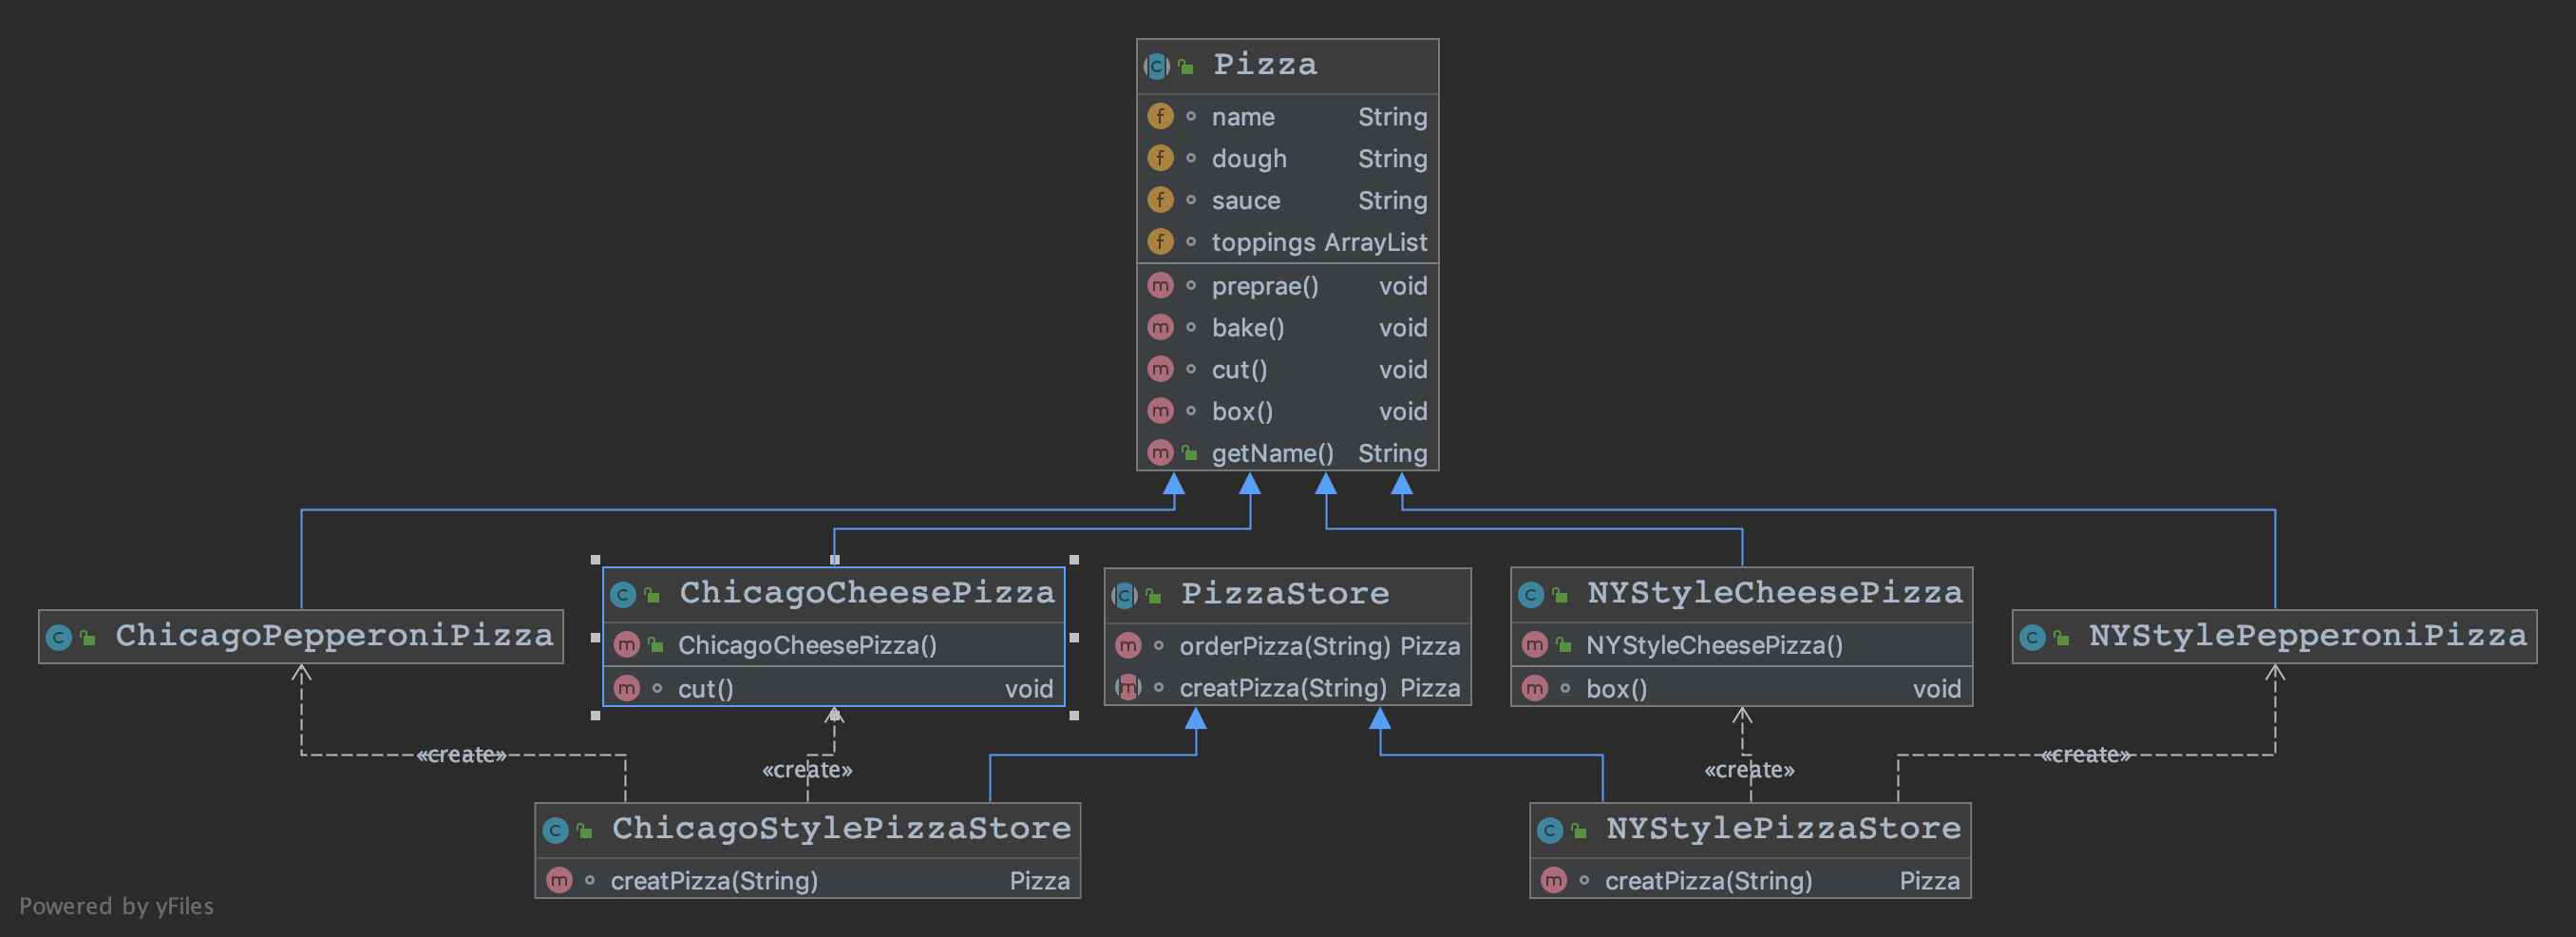 Pizza
name String
dough String
sauce String
toppings ArrayList
preprae() void
bake() void
cut() void
box() void
getName() String
ChicagoPepperoniPizza
ChicagoCheesePizza
ChicagoCheesePizza()
cut() void
PizzaStore
orderPizza(String) Pizza
creatPizza(String) Pizza
NYStyleCheesePizza
NYStyleCheesePizza()
box() void
NYStylePepperoniPizza
«create»
«create»
«create»
«create»
ChicagoStylePizzaStore
creatPizza(String) Pizza
NYStylePizzaStore
creatPizza(String) Pizza
Powered by yFiles